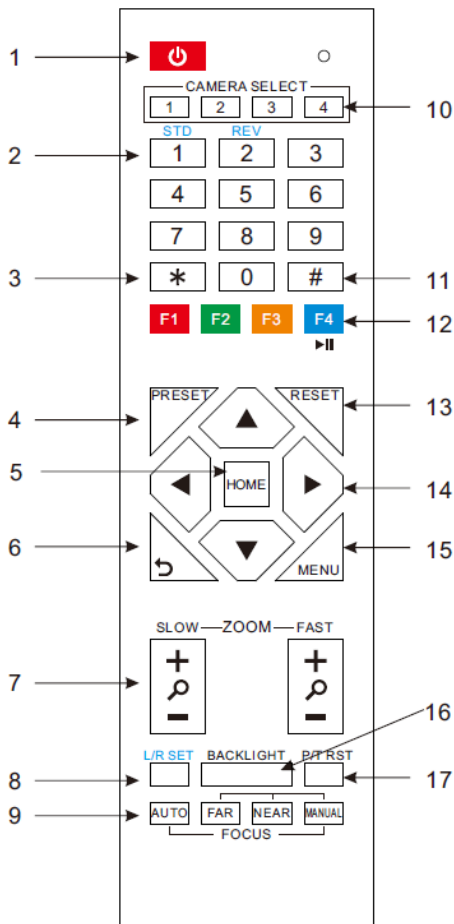 1
CAMERA SELECT
1 2 3 4
10
STD REV
2
1 2 3
4 5 6
7 8 9
3
* 0 #
11
F1 F2 F3 F4
12
PRESET RESET
4
13
5
HOME
14
6
MENU
15
SLOW ZOOM FAST
+ +
7
- -
16
L/R SET BACKLIGHT P/T RST
8
17
9
AUTO FAR NEAR MANUAL
FOCUS